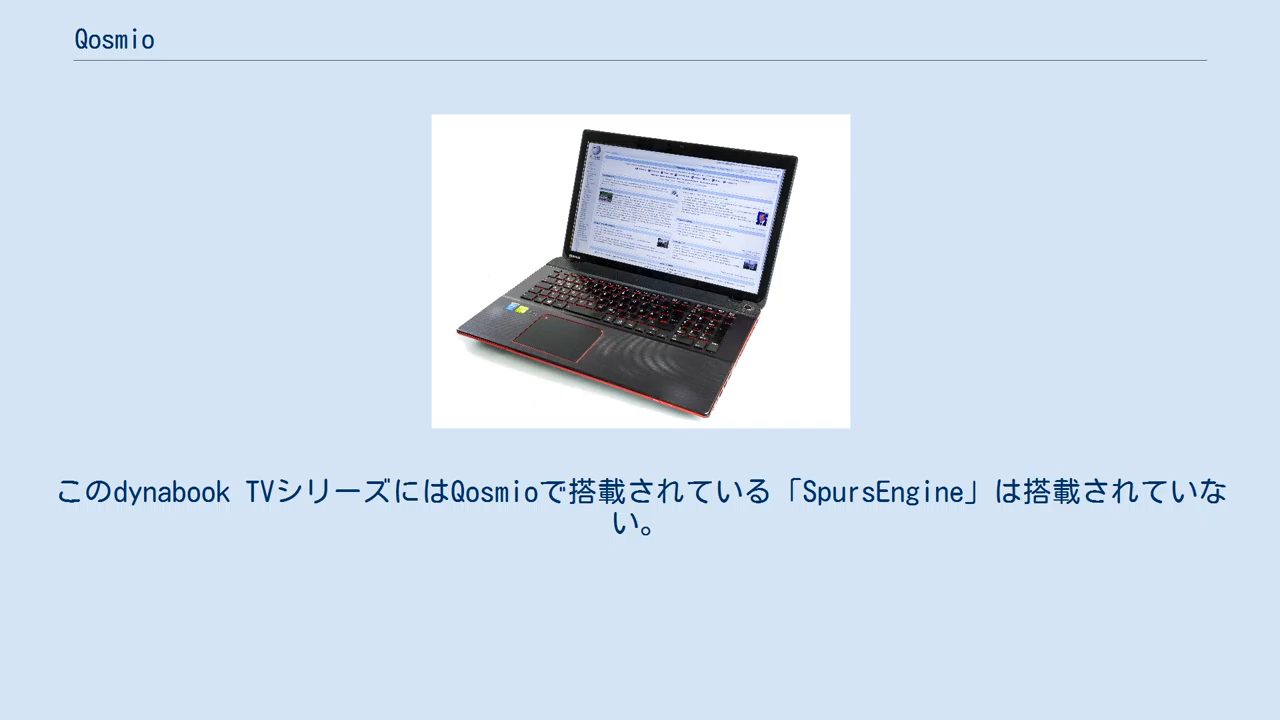 Qosmio
このdynabook TVシリーズにはQosmioで搭載されている「SpursEngine」は搭載されていな
い。